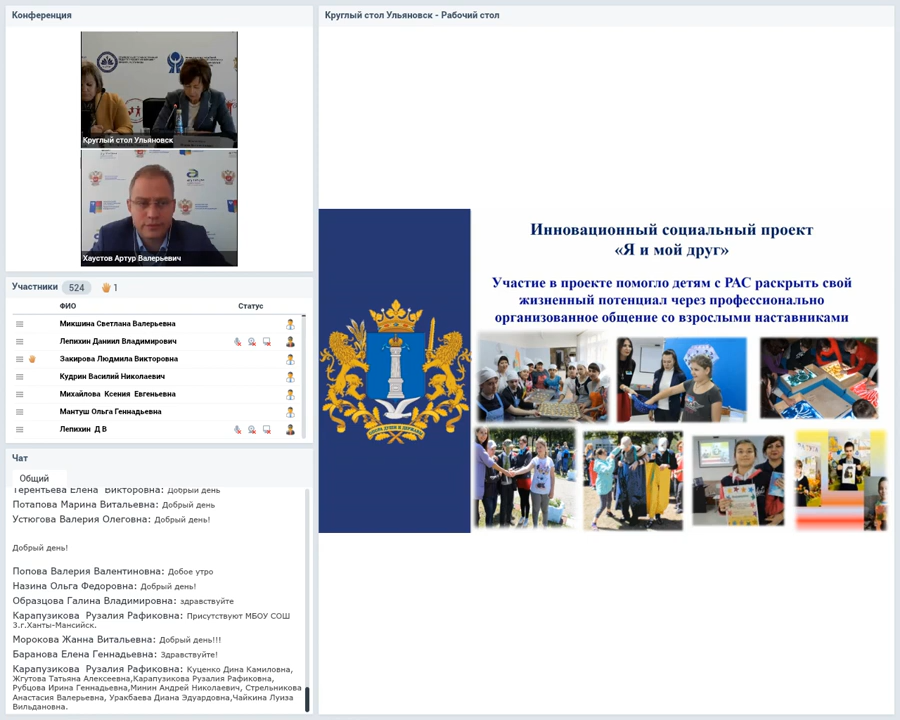 Конференция
Круглый стол Ульяновск
Хаустов Артур Валерьевич
Участники 524 1
ФИО Статус
Микшина Светлана Валерьевна
Лепихин Даниил Владимирович
Закирова Людмила Викторовна
Кудрин Василий Николаевич
Михайлова Ксения Евгеньевна
Мантуш Ольга Геннадьевна
Лепихин Д В
Чат
Общий
Терентьева Елена Викторовна: Добрый день
Потапова Марина Витальевна: Добрый день
Устюгова Валерия Олеговна: Добрый день!
Добрый день!
Попова Валерия Валентиновна: Добое утро
Назина Ольга Федоровна: Добрый день!
Образцова Галина Владимировна: здравствуйте
Карапузикова Рузалия Рафиковна: Присутствуют МБОУ СОШ
3.г.Ханты-Мансийск.
Морокова Жанна Витальевна: Добрый день!!!
Баранова Елена Геннадьевна: Здравствуйте!
Карапузикова Рузалия Рафиковна: Куценко Дина Камиловна,
Жгутова Татьяна Алексеевна,Карапузикова Рузалия Рафиковна,
Рубцова Ирина Геннадьевна,Минин Андрей Николаевич, Стрельникова
Анастасия Валерьевна, Уракбаева Диана Эдуардовна,Чайкина Луиза
Вильдановна.
Круглый стол Ульяновск - Рабочий стол
Инновационный социальный проект
«Я и мой друг»
Участие в проекте помогло детям с РАС раскрыть свой
жизненный потенциал через профессионально
организованное общение со взрослыми наставниками